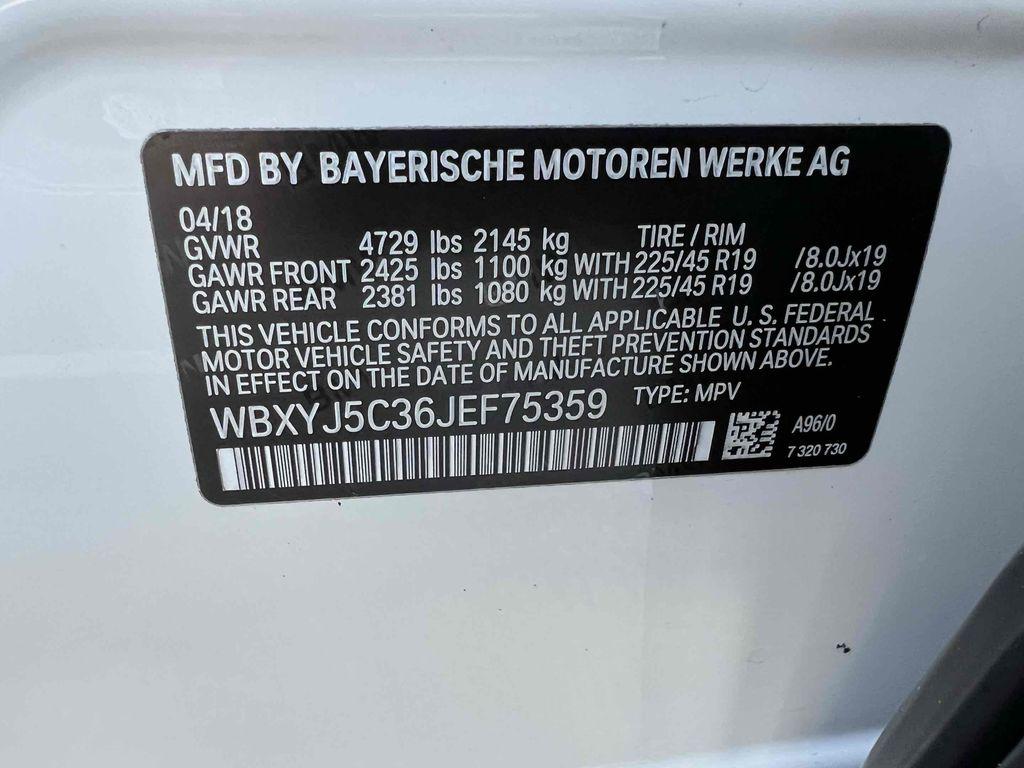 MFD BY BAYERISCHE MOTOREN WERKE AG
04/18
GVWR 4729 lbs 2145 kg TIRE / RIM
GAWR FRONT 2425 lbs 1100 kg WITH 225/45 R19 /8.0Jx19
GAWR REAR 2381 lbs 1080 kg WITH 225/45 R19 /8.0Jx19
THIS VEHICLE CONFORMS TO ALL APPLICABLE U. S. FEDERAL
MOTOR VEHICLE SAFETY AND THEFT PREVENTION STANDARDS
IN EFFECT ON THE DATE OF MANUFACTURE SHOWN ABOVE.
WBXYJ5C36JEF75359 TYPE: MPV
A96/0
7 320 730